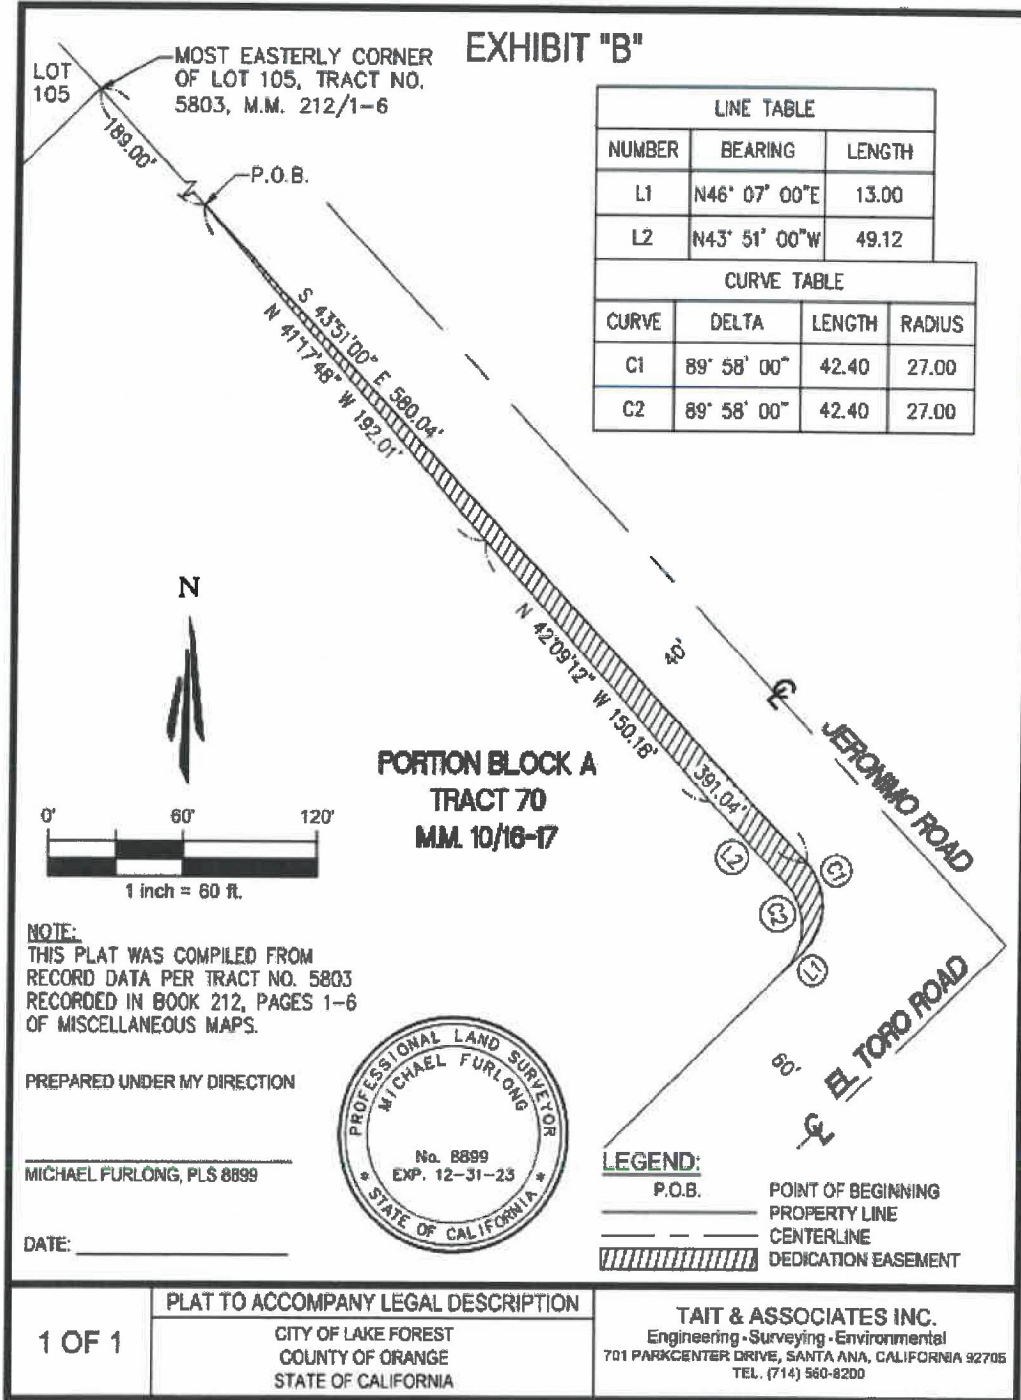 EXHIBIT "B"
LOT
105
MOST EASTERLY CORNER
OF LOT 105, TRACT NO.
5803, M.M. 212/1-6
189.00'
P.O.B.
LINE TABLE
NUMBER BEARING LENGTH
L1 N46° 07' 00"E 13.00
L2 N43° 51' 00"W 49.12
CURVE TABLE
CURVE DELTA LENGTH RADIUS
C1 89° 58' 00" 42.40 27.00
C2 89° 58' 00" 42.40 27.00
S 43°51'00" E 580.04'
N 41°17'48" W 192.01'
N 42°09'12" W 150.18'
391.04'
40'
℄
JERONIMO ROAD
L2
C1
C2
L1
60'
℄ EL TORO ROAD
N
PORTION BLOCK A
TRACT 70
M.M. 10/16-17
0' 60' 120'
1 inch = 60 ft.
NOTE:
THIS PLAT WAS COMPILED FROM
RECORD DATA PER TRACT NO. 5803
RECORDED IN BOOK 212, PAGES 1-6
OF MISCELLANEOUS MAPS.
PREPARED UNDER MY DIRECTION
MICHAEL FURLONG, PLS 8899
DATE:
PROFESSIONAL LAND SURVEYOR
MICHAEL FURLONG
No. 8899
EXP. 12-31-23
* STATE OF CALIFORNIA *
LEGEND:
P.O.B. POINT OF BEGINNING
PROPERTY LINE
CENTERLINE
DEDICATION EASEMENT
1 OF 1
PLAT TO ACCOMPANY LEGAL DESCRIPTION
CITY OF LAKE FOREST
COUNTY OF ORANGE
STATE OF CALIFORNIA
TAIT & ASSOCIATES INC.
Engineering-Surveying-Environmental
701 PARKCENTER DRIVE, SANTA ANA, CALIFORNIA 92705
TEL. (714) 560-8200